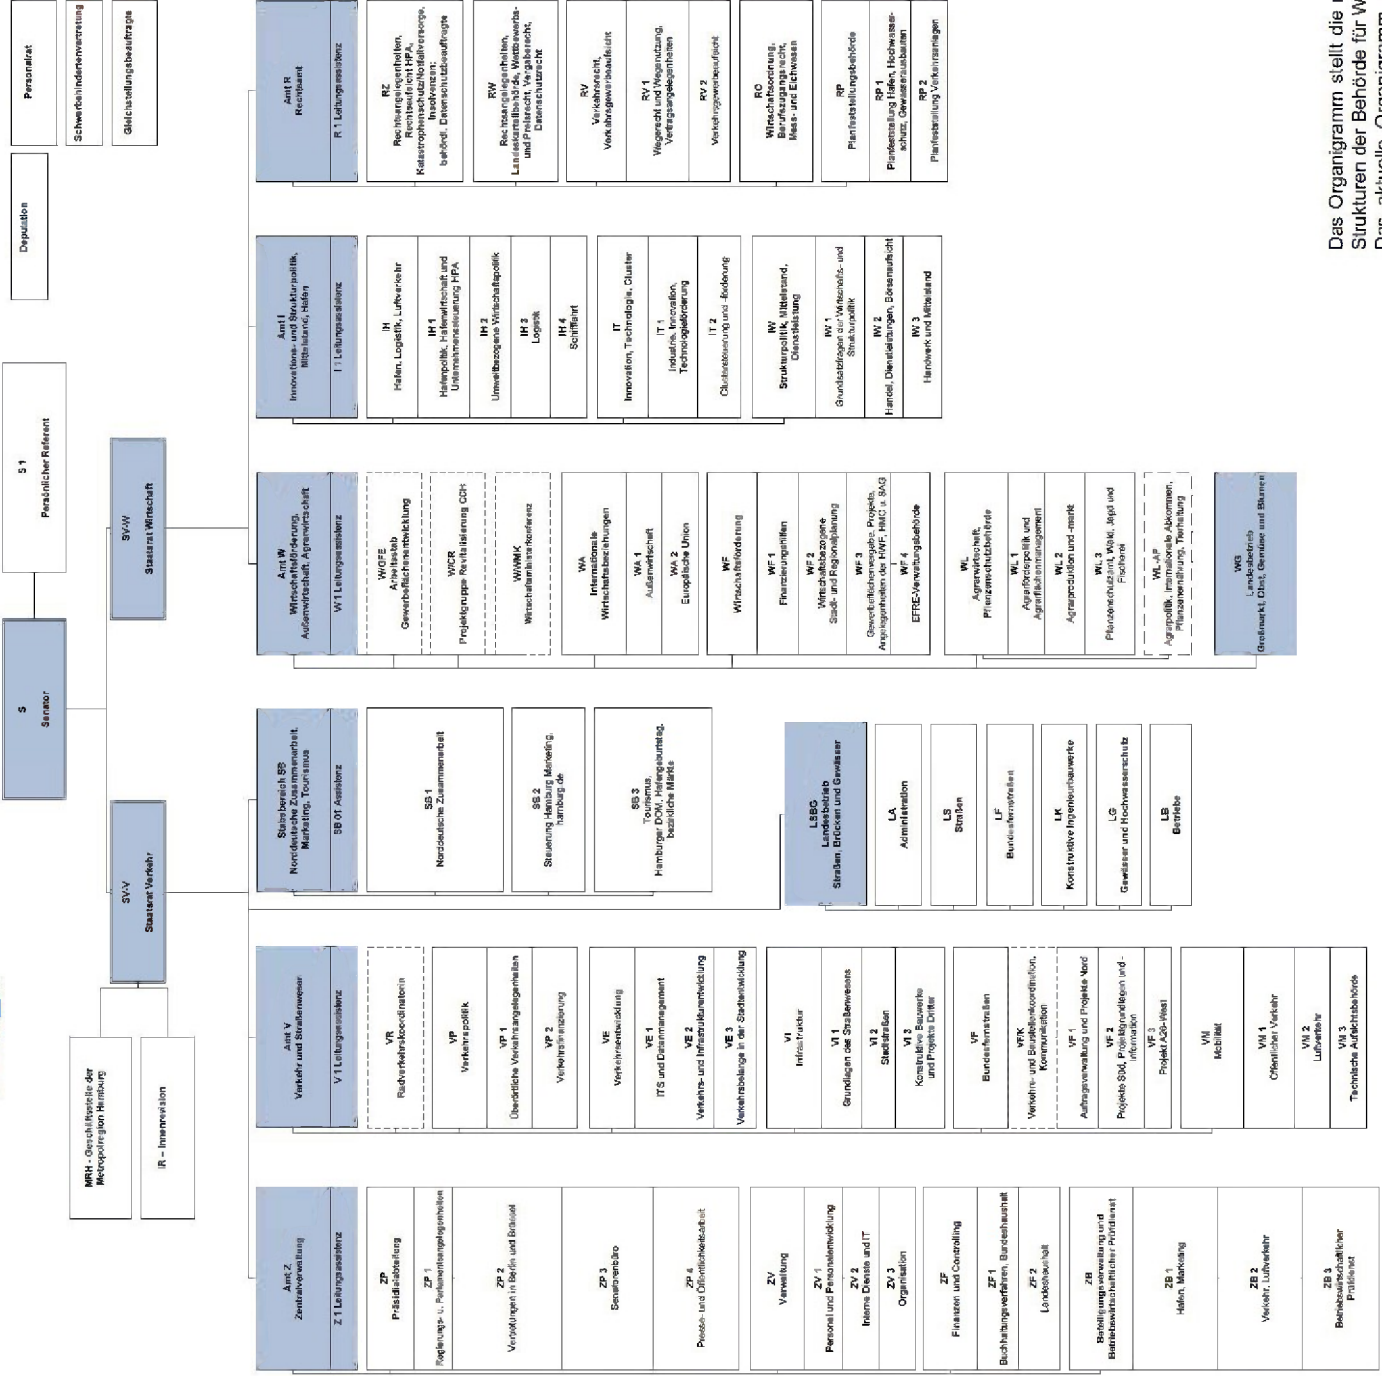 S
Senator
S 1
Persönlicher Referent
Deputation
Personalrat
Schwerbehindertenvertretung
Gleichstellungsbeauftragte
MRH - Geschäftsstelle der
Metropolregion Hamburg
IR – Innenrevision
SV-V
Staatsrat Verkehr
SV-W
Staatsrat Wirtschaft
Amt Z
Zentralverwaltung
Z 1 Leitungsassistenz
ZP
Präsidialabteilung
ZP 1
Regierungs- u. Parlamentsangelegenheiten
ZP 2
Vertretungen in Berlin und Brüssel
ZP 3
Senatorenbüro
ZP 4
Presse- und Öffentlichkeitsarbeit
ZV
Verwaltung
ZV 1
Personal und Personalentwicklung
ZV 2
Interne Dienste und IT
ZV 3
Organisation
ZF
Finanzen und Controlling
ZF 1
Buchhaltungsverfahren, Bundeshaushalt
ZF 2
Landeshaushalt
ZB
Beteiligungsverwaltung und
Betriebswirtschaftlicher Prüfdienst
ZB 1
Hafen, Marketing
ZB 2
Verkehr, Luftverkehr
ZB 3
Betriebswirtschaftlicher
Prüfdienst
Amt V
Verkehr und Straßenwesen
V 1 Leitungsassistenz
VR
Radverkehrskoordinatorin
VP
Verkehrspolitik
VP 1
Überörtliche Verkehrsangelegenheiten
VP 2
Verkehrsfinanzierung
VE
Verkehrsentwicklung
VE 1
ITS und Datenmanagement
VE 2
Verkehrs- und Infrastrukturentwicklung
VE 3
Verkehrsbelange in der Stadtentwicklung
VI
Infrastruktur
VI 1
Grundlagen des Straßenwesens
VI 2
Stadtstraßen
VI 3
Konstruktive Bauwerke
und Projekte Dritter
VF
Bundesfernstraßen
VF/K
Verkehrs- und Baustellenkoordination,
Kommunikation
VF 1
Auftragsverwaltung und Projekte Nord
VF 2
Projekte Süd, Projektgrundlagen und -
information
VF 3
Projekt A26-West
VM
Mobilität
VM 1
Öffentlicher Verkehr
VM 2
Luftverkehr
VM 3
Technische Aufsichtsbehörde
Stabsbereich SB
Norddeutsche Zusammenarbeit,
Marketing, Tourismus
SB 01 Assistenz
SB 1
Norddeutsche Zusammenarbeit
SB 2
Steuerung Hamburg Marketing,
hamburg.de
SB 3
Tourismus,
Hamburger DOM, Hafengeburtstag,
bezirkliche Märkte
LSBG
Landesbetrieb
Straßen, Brücken und Gewässer
LA
Administration
LS
Straßen
LF
Bundesfernstraßen
LK
Konstruktive Ingenieurbauwerke
LG
Gewässer und Hochwasserschutz
LB
Betriebe
Amt W
Wirtschaftsförderung,
Außenwirtschaft, Agrarwirtschaft
W 1 Leitungsassistenz
W/GFE
Arbeitsstab
Gewerbeflächenentwicklung
W/CR
Projektgruppe Revitalisierung CCH
W/WMK
Wirtschaftsministerkonferenz
WA
Internationale
Wirtschaftsbeziehungen
WA 1
Außenwirtschaft
WA 2
Europäische Union
WF
Wirtschaftsförderung
WF 1
Finanzierungshilfen
WF 2
Wirtschaftsbezogene
Stadt- und Regionalplanung
WF 3
Gewerbeflächenvergabe, Projekte,
Angelegenheiten der HWF, HMC u. SAG
WF 4
EFRE-Verwaltungsbehörde
WL
Agrarwirtschaft,
Pflanzenschutzbehörde
WL 1
Agrarförderpolitik und
Agrarflächenmanagement
WL 2
Agrarproduktion und -markt
WL 3
Pflanzenschutzamt, Wald, Jagd und
Fischerei
WL-AP
Agrarpolitik, Internationale Abkommen,
Pflanzenernährung, Tierhaltung
WG
Landesbetrieb
Großmarkt, Obst, Gemüse und Blumen
Amt I
Innovations- und Strukturpolitik,
Mittelstand, Hafen
I 1 Leitungsassistenz
IH
Hafen, Logistik, Luftverkehr
IH 1
Hafenpolitik, Hafenwirtschaft und
Unternehmenssteuerung HPA
IH 2
Umweltbezogene Wirtschaftspolitik
IH 3
Logistik
IH 4
Schifffahrt
IT
Innovation, Technologie, Cluster
IT 1
Industrie, Innovation,
Technologieförderung
IT 2
Clustersteuerung und -förderung
IW
Strukturpolitik, Mittelstand,
Dienstleistung
IW 1
Grundsatzfragen der Wirtschafts- und
Strukturpolitik
IW 2
Handel, Dienstleistungen, Börsenaufsicht
IW 3
Handwerk und Mittelstand
Amt R
Rechtsamt
R 1 Leitungsassistenz
RZ
Rechtsangelegenheiten,
Rechtsaufsicht HPA,
Katastrophenschutz/Notfallvorsorge,
Insolvenzen;
behördl. Datenschutzbeauftragte
RW
Rechtsangelegenheiten,
Landeskartellbehörde, Wettbewerbs-
und Preisrecht, Vergaberecht,
Datenschutzrecht
RV
Verkehrsrecht,
Verkehrsgewerbeaufsicht
RV 1
Wegerecht und Wegenutzung,
Vertragsangelegenheiten
RV 2
Verkehrsgewerbeaufsicht
RO
Wirtschaftsordnung,
Berufszugangsrecht,
Mess- und Eichwesen
RP
Planfeststellungsbehörde
RP 1
Planfeststellung Hafen, Hochwasser-
schutz, Gewässerausbauten
RP 2
Planfeststellung Verkehrsanlagen
Das Organigramm stellt die
Strukturen der Behörde für W
Das aktuelle Organigramm